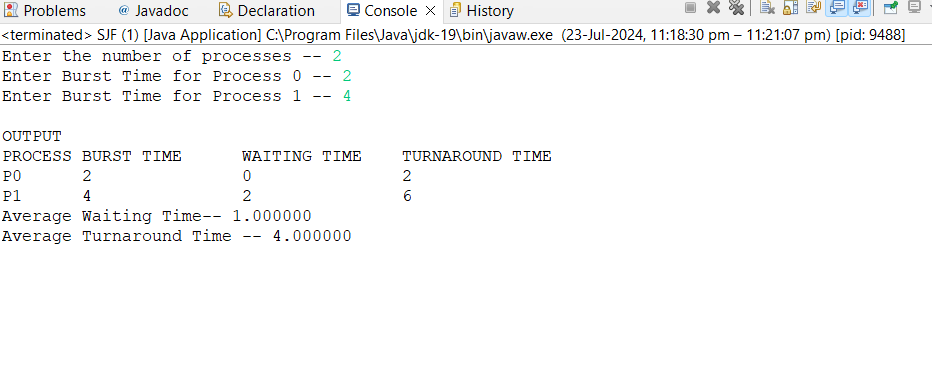 Problems @ Javadoc Declaration Console History
<terminated> SJF (1) [Java Application] C:\Program Files\Java\jdk-19\bin\javaw.exe (23-Jul-2024, 11:18:30 pm – 11:21:07 pm) [pid: 9488]
Enter the number of processes -- 2
Enter Burst Time for Process 0 -- 2
Enter Burst Time for Process 1 -- 4
OUTPUT
PROCESS BURST TIME WAITING TIME TURNAROUND TIME
P0 2 0 2
P1 4 2 6
Average Waiting Time-- 1.000000
Average Turnaround Time -- 4.000000